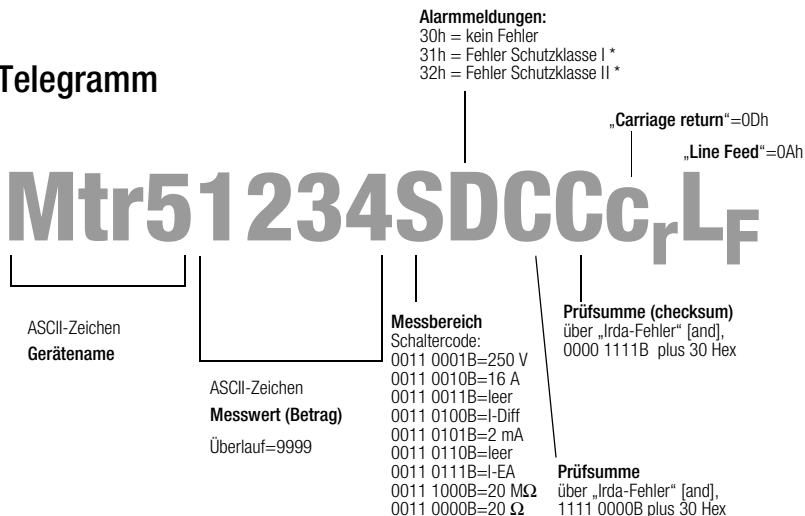 Alarmmeldungen:
30h = kein Fehler
31h = Fehler Schutzklasse I *
32h = Fehler Schutzklasse II *
Telegramm
„Carriage return“=0Dh
„Line Feed“=0Ah
Mtr51234SDCCcrLF
ASCII-Zeichen
Gerätename
ASCII-Zeichen
Messwert (Betrag)
Überlauf=9999
Messbereich
Schaltercode:
0011 0001B=250 V
0011 0010B=16 A
0011 0011B=leer
0011 0100B=I-Diff
0011 0101B=2 mA
0011 0110B=leer
0011 0111B=I-EA
0011 1000B=20 MΩ
0011 0000B=20 Ω
Prüfsumme (checksum)
über „Irda-Fehler“ [and],
0000 1111B plus 30 Hex
Prüfsumme
über „Irda-Fehler“ [and],
1111 0000B plus 30 Hex